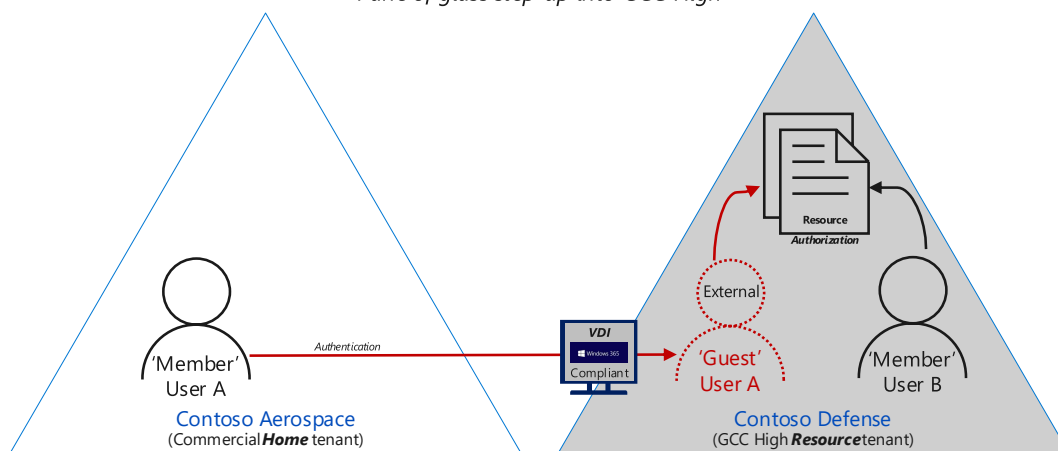 Resource
Authorization
External
VDI
Windows 365
Compliant
Authentication
'Member'
User A
'Guest'
User A
'Member'
User B
Contoso Aerospace
(Commercial Home tenant)
Contoso Defense
(GCC High Resource tenant)